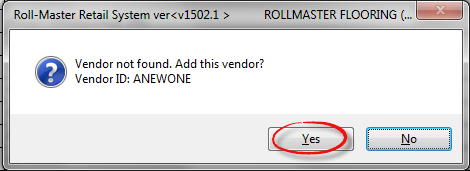 Roll-Master Retail System ver<v1502.1 > ROLLMASTER FLOORING (...
Vendor not found. Add this vendor?
Vendor ID: ANEWONE
Yes
No